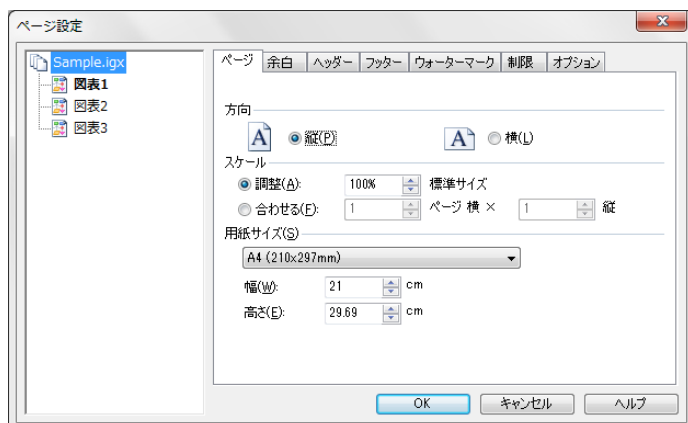 ページ設定
Sample.igx
図表1
図表2
図表3
ページ 余白 ヘッダー フッター ウォーターマーク 制限 オプション
方向
A 縦(P) A 横(L)
スケール
調整(A): 100% 標準サイズ
合わせる(F): 1 ページ 横 × 1 縦
用紙サイズ(S)
A4 (210x297mm)
幅(W): 21 cm
高さ(E): 29.69 cm
OK キャンセル ヘルプ